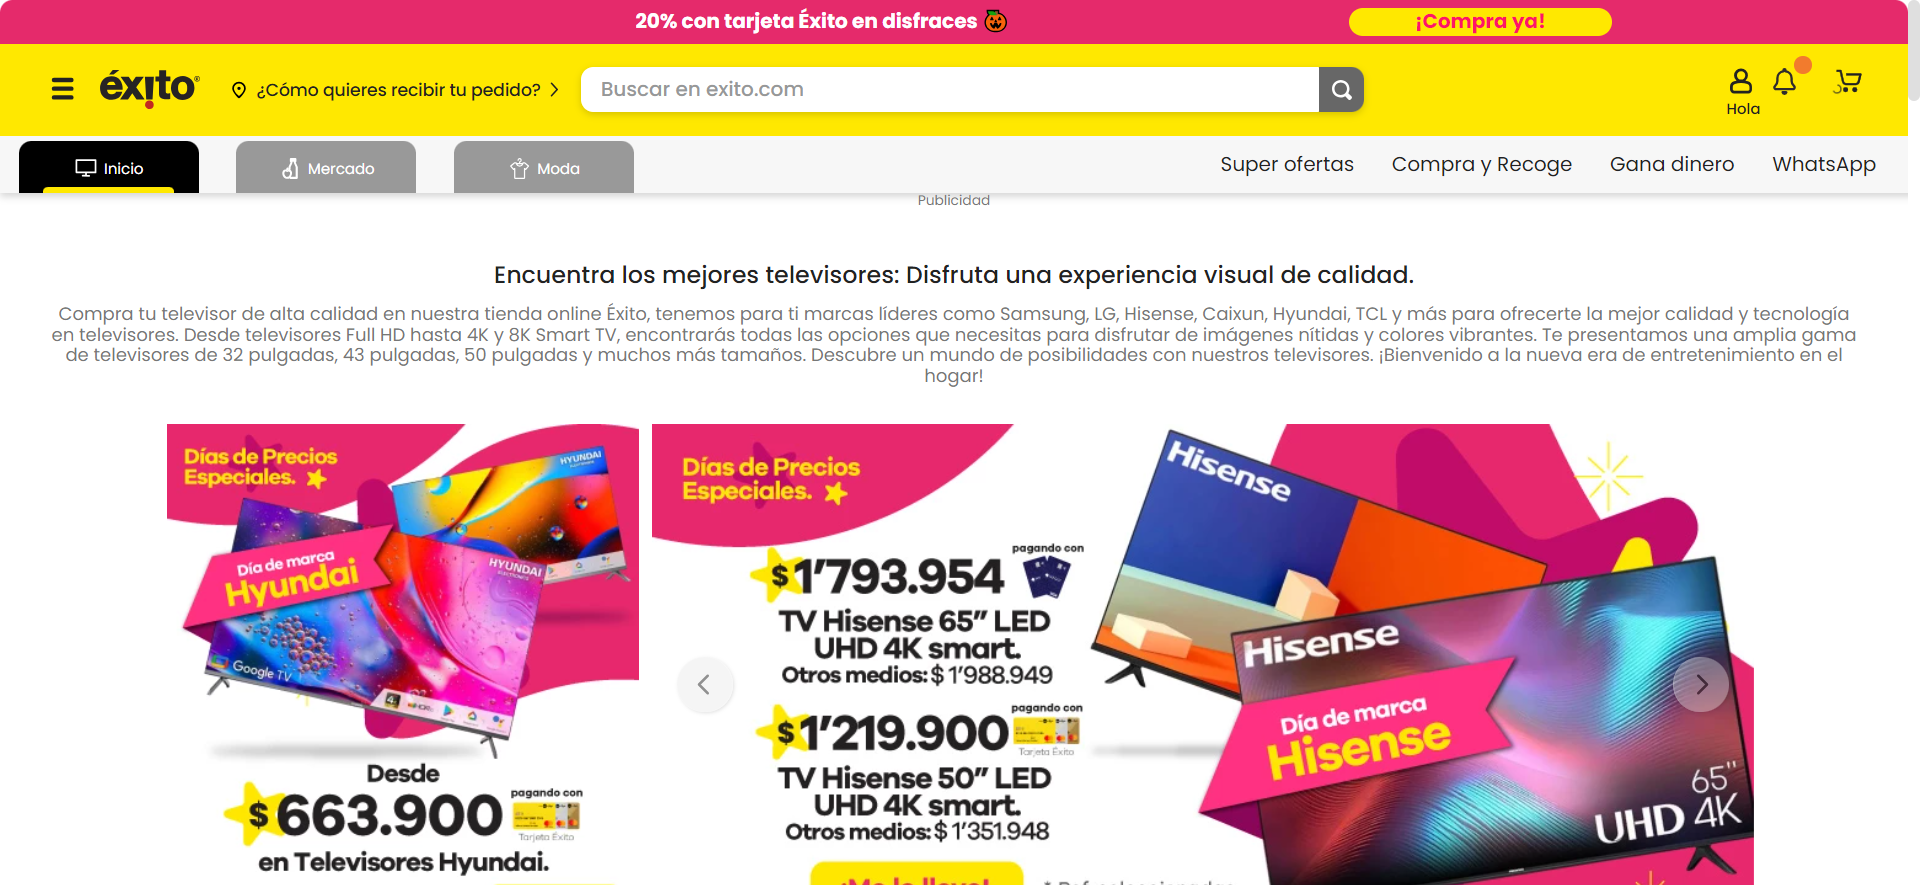 20% con tarjeta Éxito en disfraces
¡Compra ya!
éxito
¿Cómo quieres recibir tu pedido?
Buscar en exito.com
Hola
Inicio
Mercado
Moda
Super ofertas
Compra y Recoge
Gana dinero
WhatsApp
Publicidad
Encuentra los mejores televisores: Disfruta una experiencia visual de calidad.
Compra tu televisor de alta calidad en nuestra tienda online Éxito, tenemos para ti marcas líderes como Samsung, LG, Hisense, Caixun, Hyundai, TCL y más para ofrecerte la mejor calidad y tecnología
en televisores. Desde televisores Full HD hasta 4K y 8K Smart TV, encontrarás todas las opciones que necesitas para disfrutar de imágenes nítidas y colores vibrantes. Te presentamos una amplia gama
de televisores de 32 pulgadas, 43 pulgadas, 50 pulgadas y muchos más tamaños. Descubre un mundo de posibilidades con nuestros televisores. ¡Bienvenido a la nueva era de entretenimiento en el
hogar!
Días de Precios
Especiales.
HYUNDAI
HYUNDAI
Día de marca
Hyundai
Google TV
Desde
$663.900
pagando con
Tarjeta Éxito
en Televisores Hyundai.
Días de Precios
Especiales.
$1'793.954
pagando con
TV Hisense 65" LED
UHD 4K smart.
Otros medios: $1'988.949
$1'219.900
pagando con
Tarjeta Éxito
TV Hisense 50" LED
UHD 4K smart.
Otros medios: $1'351.948
¡Me lo llevo!
* Ref. seleccionadas
Hisense
Hisense
Día de marca
Hisense
65"
UHD 4K